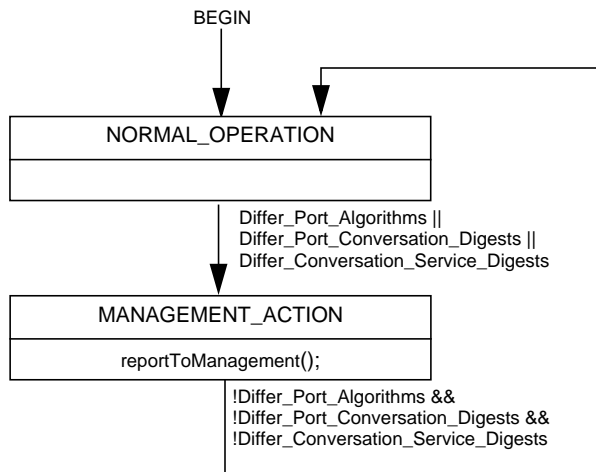 BEGIN
NORMAL_OPERATION
Differ_Port_Algorithms ||
Differ_Port_Conversation_Digests ||
Differ_Conversation_Service_Digests
MANAGEMENT_ACTION
reportToManagement();
!Differ_Port_Algorithms &&
!Differ_Port_Conversation_Digests &&
!Differ_Conversation_Service_Digests